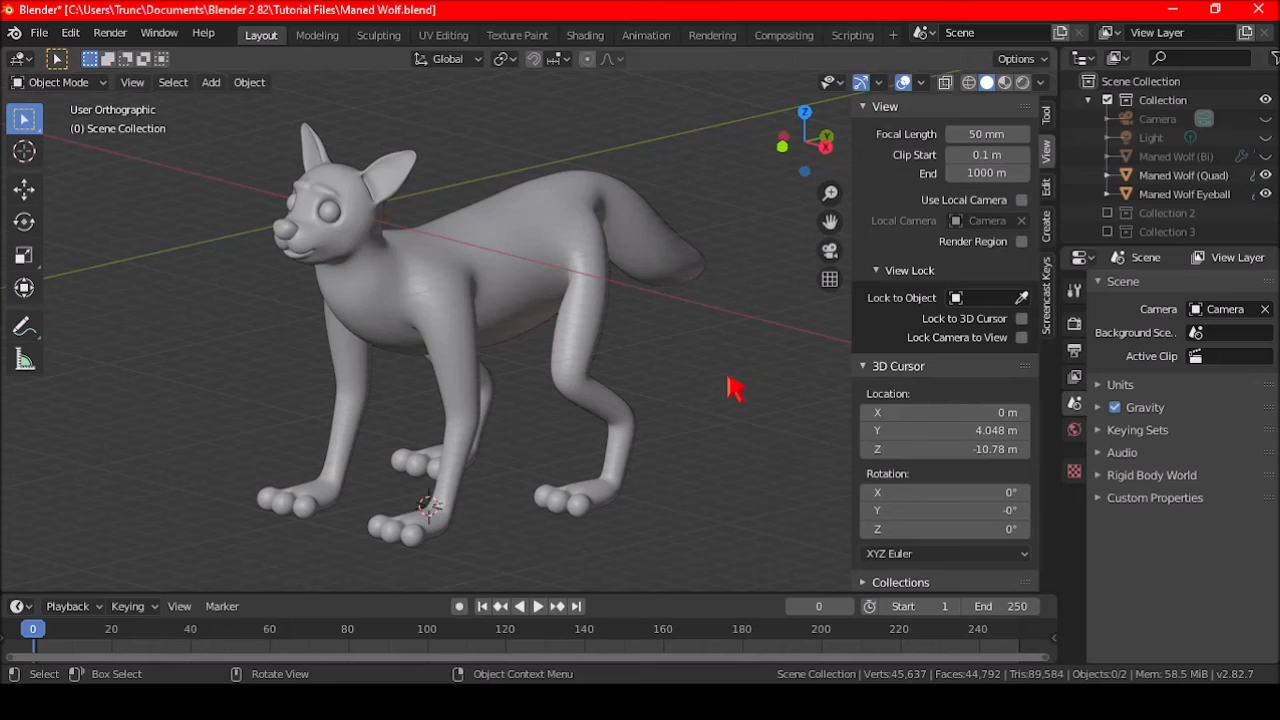 Blender* [C:\Users\Trunc\Documents\Blender 2 82\Tutorial Files\Maned Wolf.blend]
File Edit Render Window Help Layout Modeling Sculpting UV Editing Texture Paint Shading Animation Rendering Compositing Scripting + Scene View Layer
Global Options
Object Mode View Select Add Object
User Orthographic
(0) Scene Collection
Z
Y
X
View
Focal Length 50 mm
Clip Start 0.1 m
End 1000 m
Use Local Camera
Local Camera Camera
Render Region
View Lock
Lock to Object
Lock to 3D Cursor
Lock Camera to View
3D Cursor
Location:
X 0 m
Y 4.048 m
Z -10.78 m
Rotation:
X 0°
Y -0°
Z 0°
XYZ Euler
Collections
Tool
View
Edit
Create
Screencast Keys
Scene Collection
Collection
Camera
Light
Maned Wolf (Bi)
Maned Wolf (Quad)
Maned Wolf Eyeball
Collection 2
Collection 3
Scene View Layer
Scene
Camera Camera
Background Sce..
Active Clip
Units
Gravity
Keying Sets
Audio
Rigid Body World
Custom Properties
Playback Keying View Marker 0 Start 1 End 250
0 20 40 60 80 100 120 140 160 180 200 220 240
Select Box Select Rotate View Object Context Menu Scene Collection | Verts:45,637 | Faces:44,792 | Tris:89,584 | Objects:0/2 | Mem: 58.5 MiB | v2.82.7